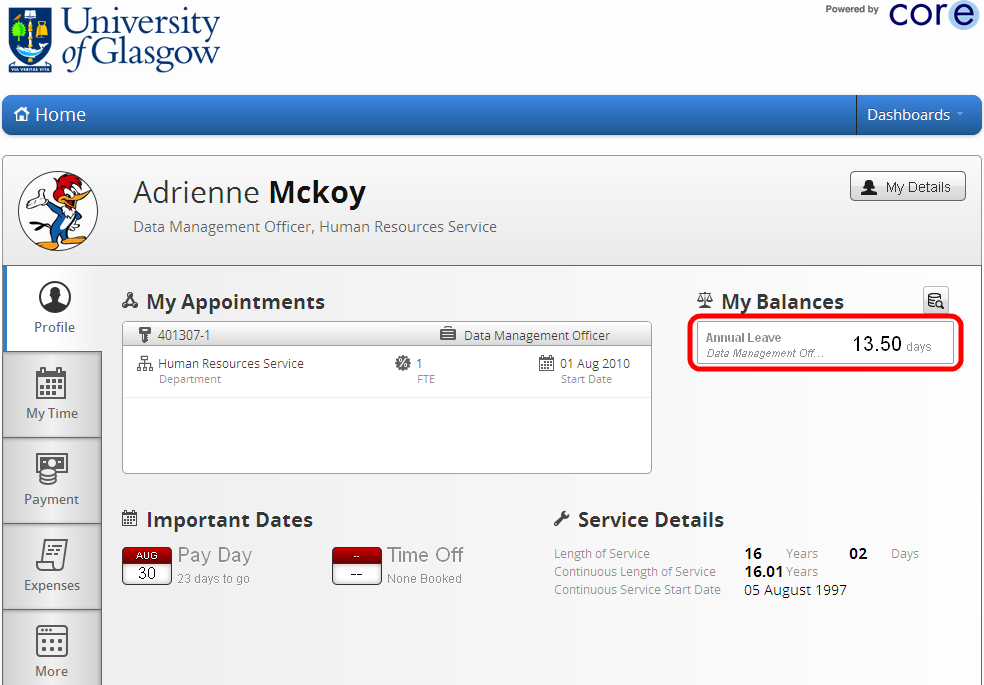 University
of Glasgow
VIA VERITAS VITA
Powered by core
Home
Dashboards
Adrienne Mckoy
Data Management Officer, Human Resources Service
My Details
Profile
My Time
Payment
Expenses
More
My Appointments
401307-1 Data Management Officer
Human Resources Service 1 01 Aug 2010
Department FTE Start Date
My Balances
Annual Leave
Data Management Off...
13.50 days
Important Dates
AUG
30
Pay Day
23 days to go
--
--
Time Off
None Booked
Service Details
Length of Service 16 Years 02 Days
Continuous Length of Service 16.01 Years
Continuous Service Start Date 05 August 1997